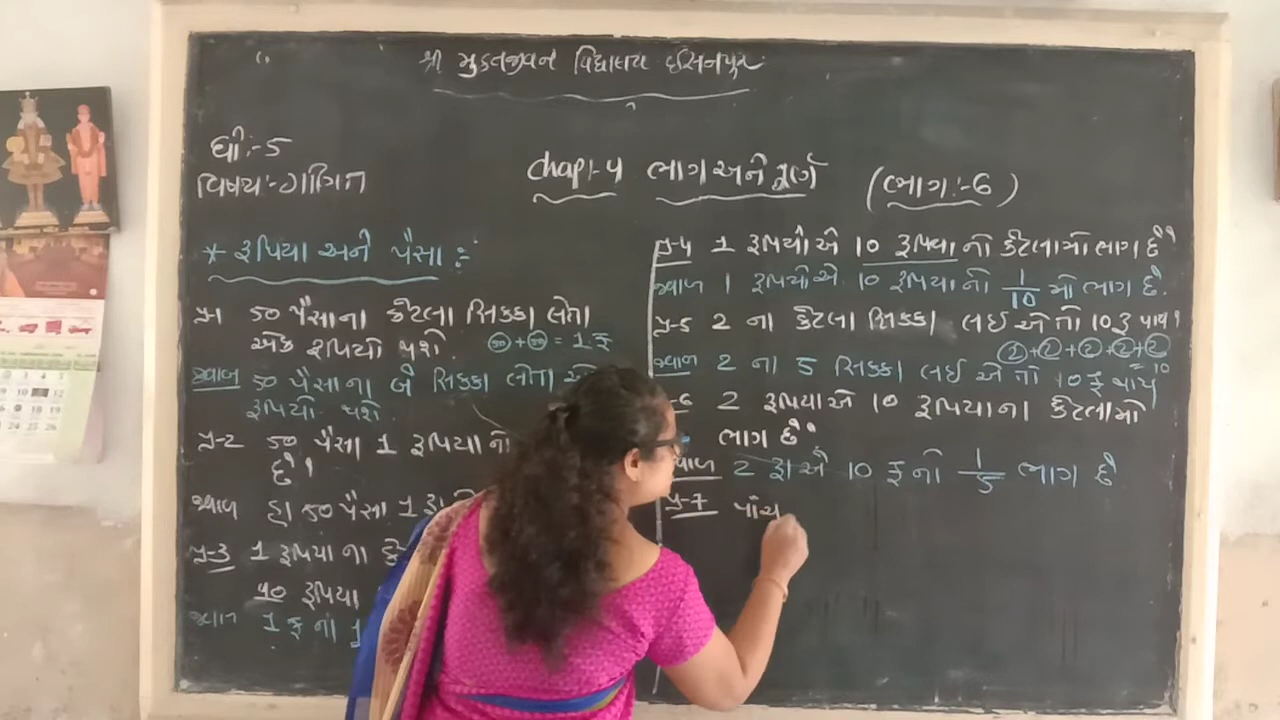 શ્રી મુક્તજીવન વિદ્યાલય ઇસનપુર
ધો:-5
વિષય:-ગણિત
chap-4 ભાગ અને પૂર્ણ (ભાગ:-6)
* રૂપિયા અને પૈસા :-
પ્ર-1 50 પૈસાના કેટલા સિક્કા લેતા
એક રૂપિયો થશે. 50 + 50 = 1 રૂ
જવાબ 50 પૈસાના બે સિક્કા લેતા
રૂપિયો થશે.
પ્ર-2 50 પૈસા 1 રૂપિયાનો
છે?
જવાબ હા 50 પૈસા 1
પ્ર-3 1 રૂપિયાના
10 રૂપિયા
જવાબ 1 રૂ ના
પ્ર-4 1 રૂપિયો એ 10 રૂપિયા નો કેટલામો ભાગ છે?
જવાબ 1 રૂપિયો એ 10 રૂપિયાનો 1/10 મો ભાગ છે.
પ્ર-5 2 ના કેટલા સિક્કા લઈએ તો 10 રૂ થાય?
2 + 2 + 2 + 2 + 2 = 10
જવાબ 2 ના 5 સિક્કા લઈએ તો 10 રૂ થાય
-6 2 રૂપિયા એ 10 રૂપિયાના કેટલામો
ભાગ છે?
જવાબ 2 રૂ એ 10 રૂ નો 1/5 ભાગ છે
પ્ર-7 પાંચ